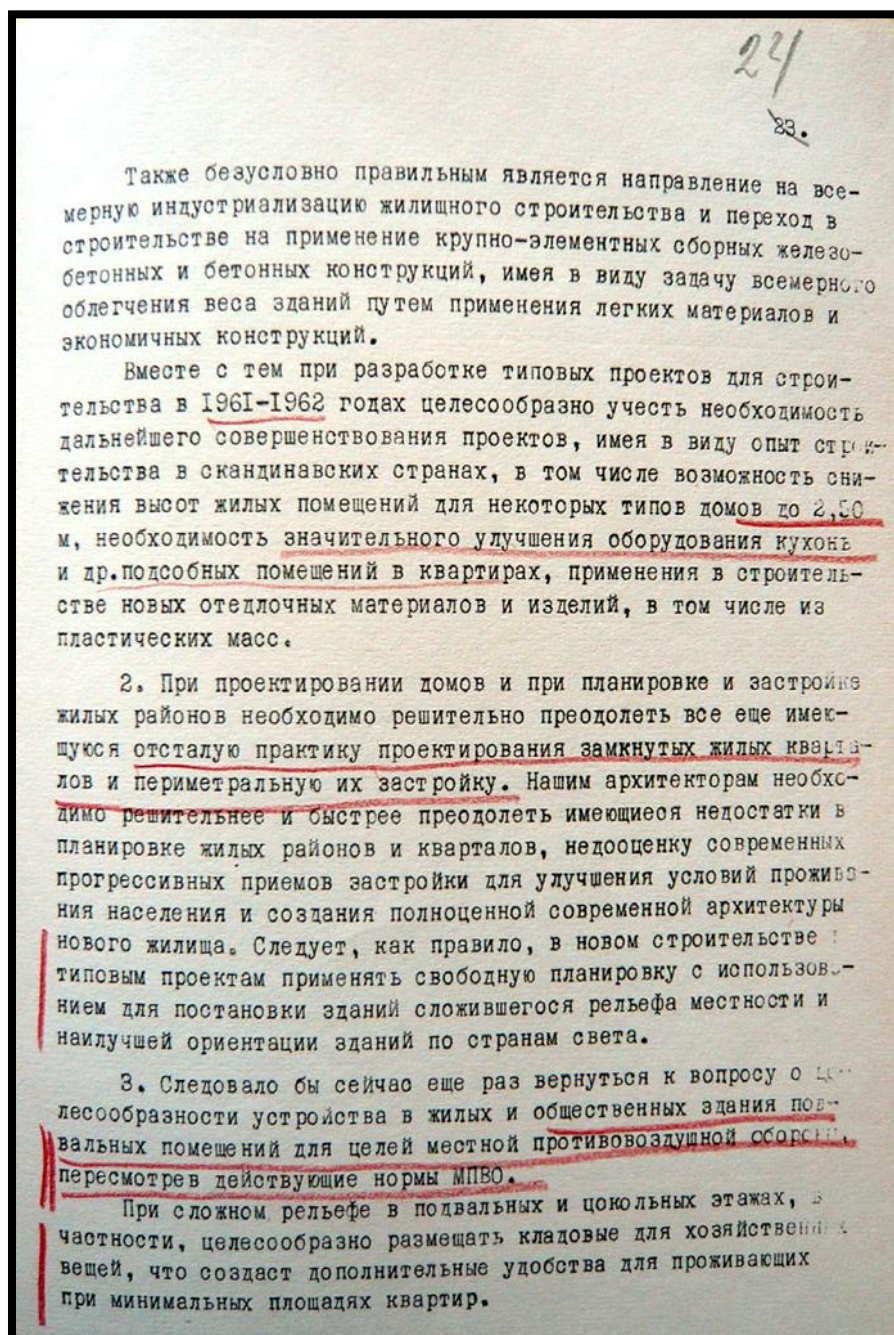 24
23.
Также безусловно правильным является направление на все-
мерную индустриализацию жилищного строительства и переход в
строительстве на применение крупно-элементных сборных железо-
бетонных и бетонных конструкций, имея в виду задачу всемерного
облегчения веса зданий путем применения легких материалов и
экономичных конструкций.
Вместе с тем при разработке типовых проектов для строи-
тельства в 1961-1962 годах целесообразно учесть необходимость
дальнейшего совершенствования проектов, имея в виду опыт строи-
тельства в скандинавских странах, в том числе возможность сни-
жения высот жилых помещений для некоторых типов домов до 2,50
м, необходимость значительного улучшения оборудования кухонь
и др.подсобных помещений в квартирах, применения в строитель-
стве новых отедлочных материалов и изделий, в том числе из
пластических масс.
2. При проектировании домов и при планировке и застройке
жилых районов необходимо решительно преодолеть все еще имею-
щуюся отсталую практику проектирования замкнутых жилых кварта-
лов и периметральную их застройку. Нашим архитекторам необхо-
димо решительнее и быстрее преодолеть имеющиеся недостатки в
планировке жилых районов и кварталов, недооценку современных
прогрессивных приемов застройки для улучшения условий прожива-
ния населения и создания полноценной современной архитектуры
нового жилища. Следует, как правило, в новом строительстве
типовым проектам применять свободную планировку с использова-
нием для постановки зданий сложившегося рельефа местности и
наилучшей ориентации зданий по странам света.
3. Следовало бы сейчас еще раз вернуться к вопросу о це-
лесообразности устройства в жилых и общественных здания под-
вальных помещений для целей местной противовоздушной обороны,
пересмотрев действующие нормы МПВО.
При сложном рельефе в подвальных и цокольных этажах, в
частности, целесообразно размещать кладовые для хозяйственных
вещей, что создаст дополнительные удобства для проживающих
при минимальных площадях квартир.